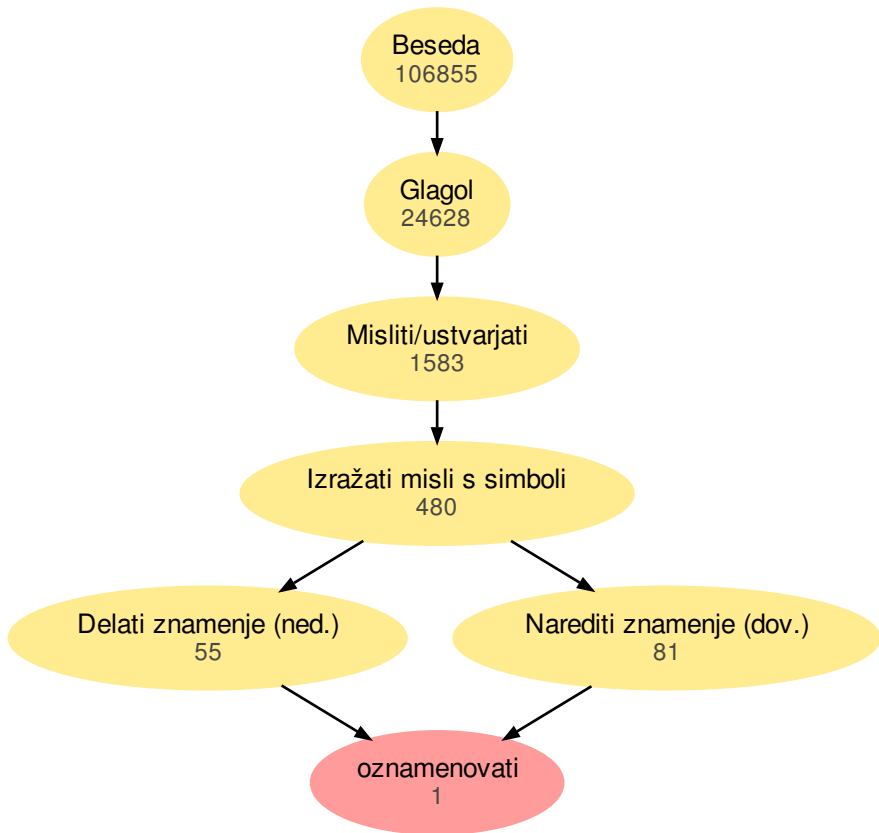 Beseda
106855
Glagol
24628
Misliti/ustvarjati
1583
Izražati misli s simboli
480
Delati znamenje (ned.)
55
Narediti znamenje (dov.)
81
oznamenovati
1